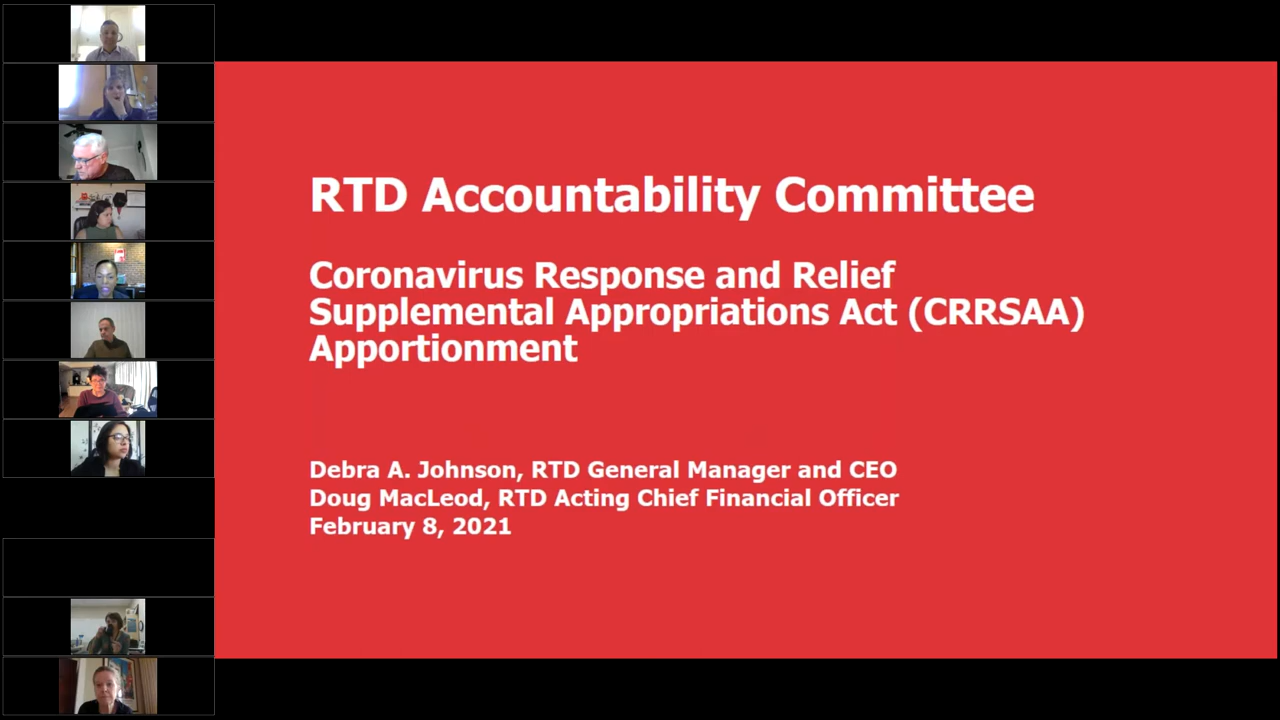 RTD Accountability Committee
Coronavirus Response and Relief
Supplemental Appropriations Act (CRRSAA)
Apportionment
Debra A. Johnson, RTD General Manager and CEO
Doug MacLeod, RTD Acting Chief Financial Officer
February 8, 2021